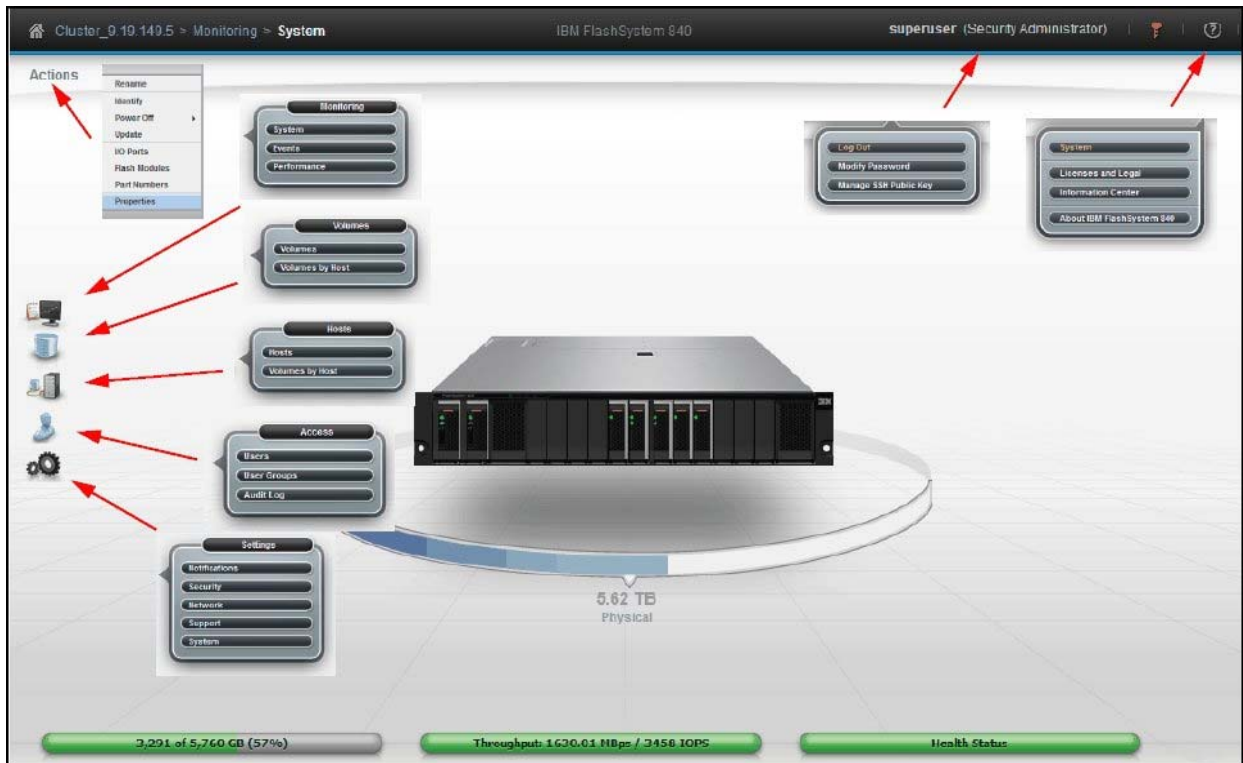 Cluster_9.19.149.5 > Monitoring > System
IBM FlashSystem 840
superuser (Security Administrator)
Actions
Rename
Identify
Power Off
Update
I/O Ports
Flash Modules
Part Numbers
Properties
Monitoring
System
Events
Performance
Log Out
Modify Password
Manage SSH Public Key
System
Licenses and Legal
Information Center
About IBM FlashSystem 840
Volumes
Volumes
Volumes by Host
Hosts
Hosts
Volumes by Host
IBM
Access
Users
User Groups
Audit Log
Settings
Notifications
Security
Network
Support
System
5.62 TB
Physical
3,291 of 5,760 GB (57%)
Throughput: 1630.01 MBps / 3458 IOPS
Health Status